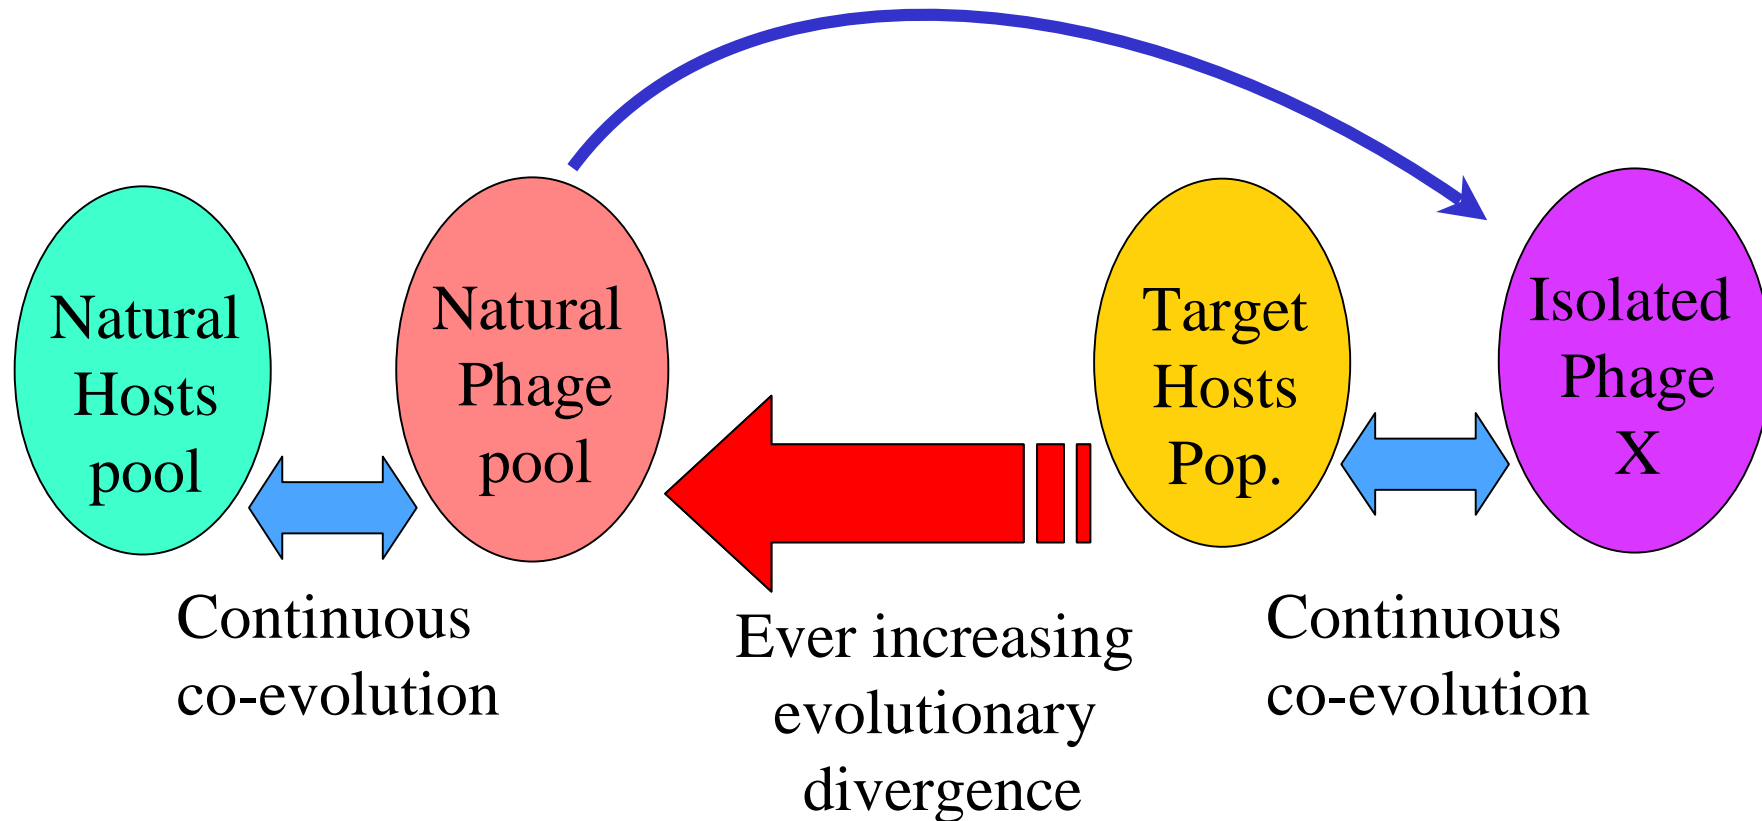 Natural
Hosts
pool
Natural
Phage
pool
Target
Hosts
Pop.
Isolated
Phage
X
Continuous
co-evolution
Ever increasing
evolutionary
divergence
Continuous
co-evolution